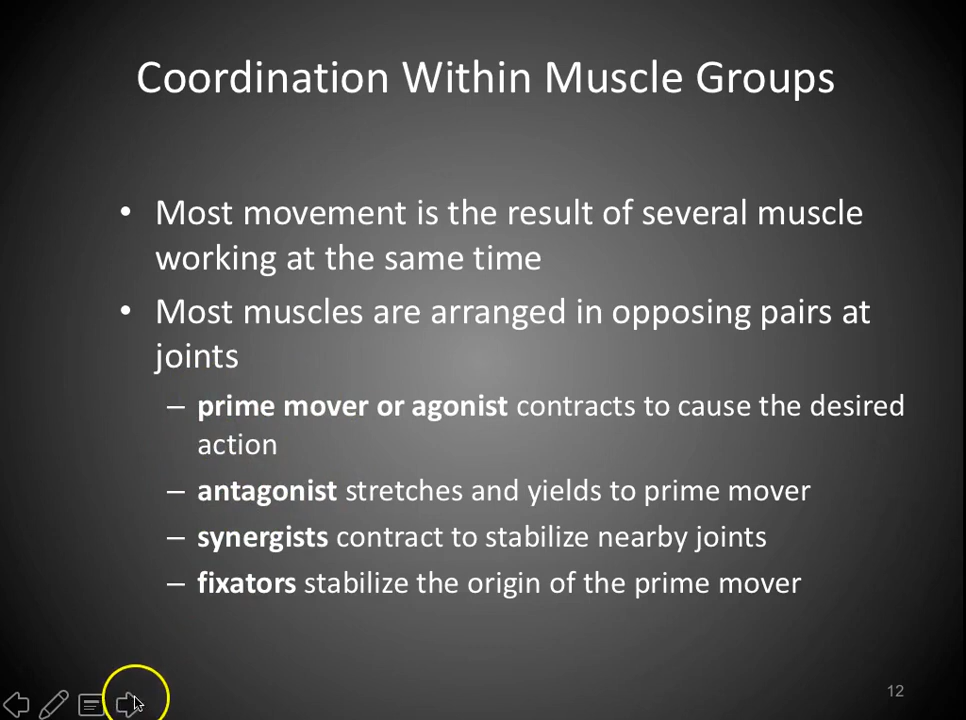 Coordination Within Muscle Groups
• Most movement is the result of several muscle
working at the same time
• Most muscles are arranged in opposing pairs at
joints
– prime mover or agonist contracts to cause the desired
action
– antagonist stretches and yields to prime mover
– synergists contract to stabilize nearby joints
– fixators stabilize the origin of the prime mover
12